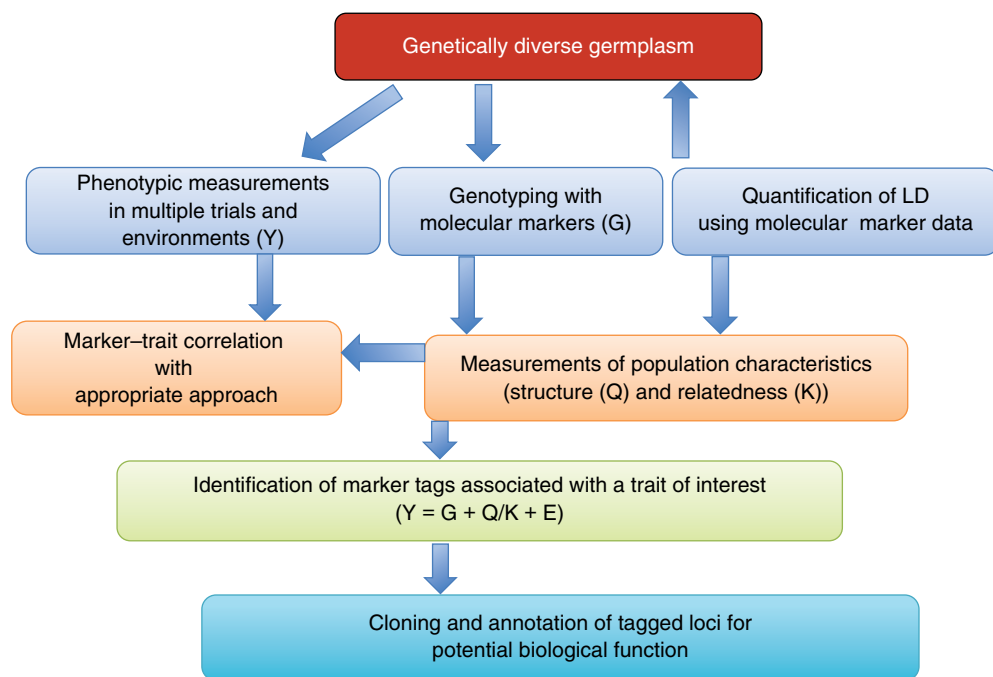 Genetically diverse germplasm
Phenotypic measurements
in multiple trials and
environments (Y)
Genotyping with
molecular markers (G)
Quantification of LD
using molecular marker data
Marker–trait correlation
with
appropriate approach
Measurements of population characteristics
(structure (Q) and relatedness (K))
Identification of marker tags associated with a trait of interest
(Y = G + Q/K + E)
Cloning and annotation of tagged loci for
potential biological function